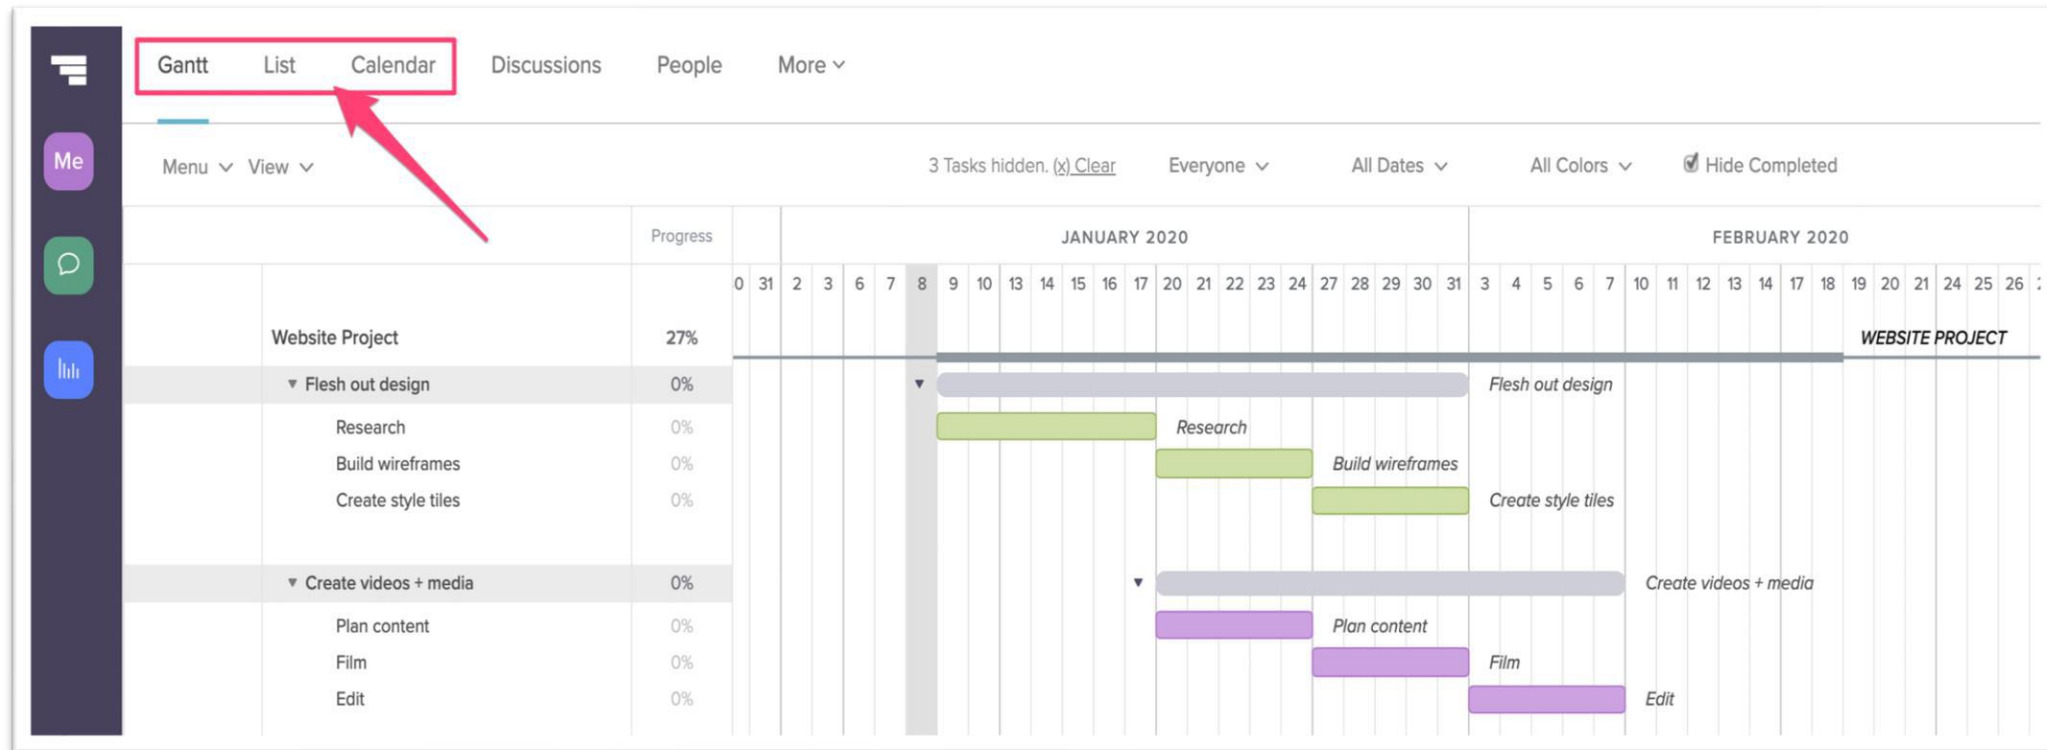 Gantt List Calendar Discussions People More
Me
Menu View 3 Tasks hidden. (x) Clear Everyone All Dates All Colors Hide Completed
Progress JANUARY 2020 FEBRUARY 2020
0 31 2 3 6 7 8 9 10 13 14 15 16 17 20 21 22 23 24 27 28 29 30 31 3 4 5 6 7 10 11 12 13 14 17 18 19 20 21 24 25 26
Website Project 27% WEBSITE PROJECT
Flesh out design 0% Flesh out design
Research 0% Research
Build wireframes 0% Build wireframes
Create style tiles 0% Create style tiles
Create videos + media 0% Create videos + media
Plan content 0% Plan content
Film 0% Film
Edit 0% Edit